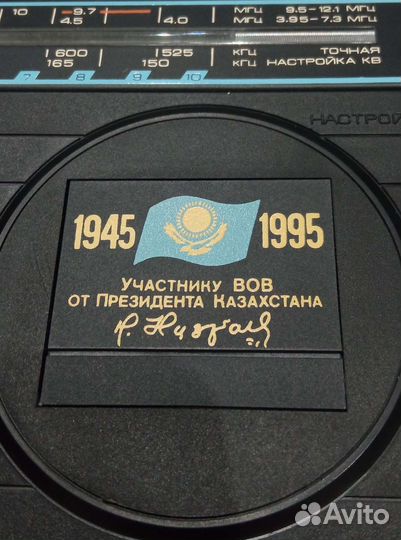 10 9.7 МГц 9.5-12.1 МГц
4.5 4.0 МГц 3.95-7.3 МГц
1600 1525 КГц ТОЧНАЯ
165 150 КГц НАСТРОЙКА КВ
7 8 9 10
НАСТРОЙ
1945 1995
УЧАСТНИКУ ВОВ
ОТ ПРЕЗИДЕНТА КАЗАХСТАНА
Avito